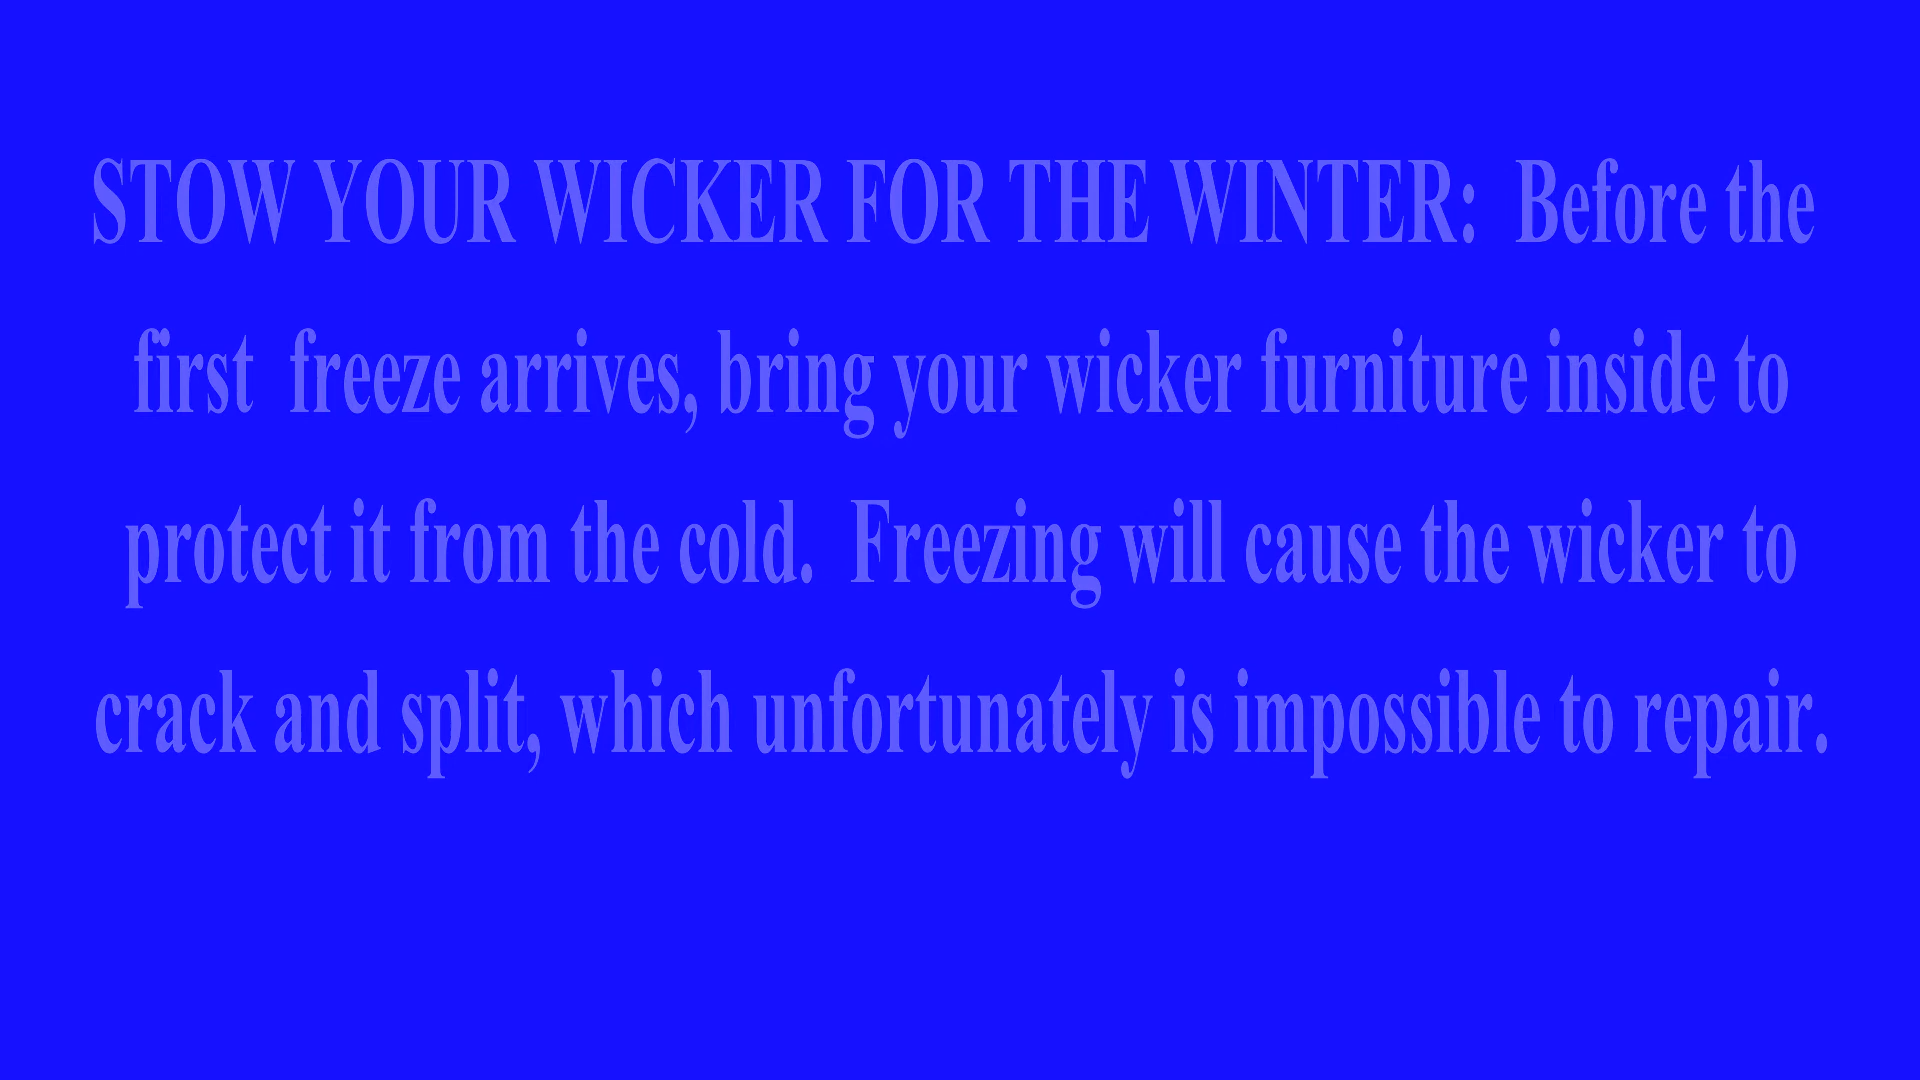 STOW YOUR WICKER FOR THE WINTER:  Before the
first  freeze arrives, bring your wicker furniture inside to
protect it from the cold.  Freezing will cause the wicker to
crack and split, which unfortunately is impossible to repair.